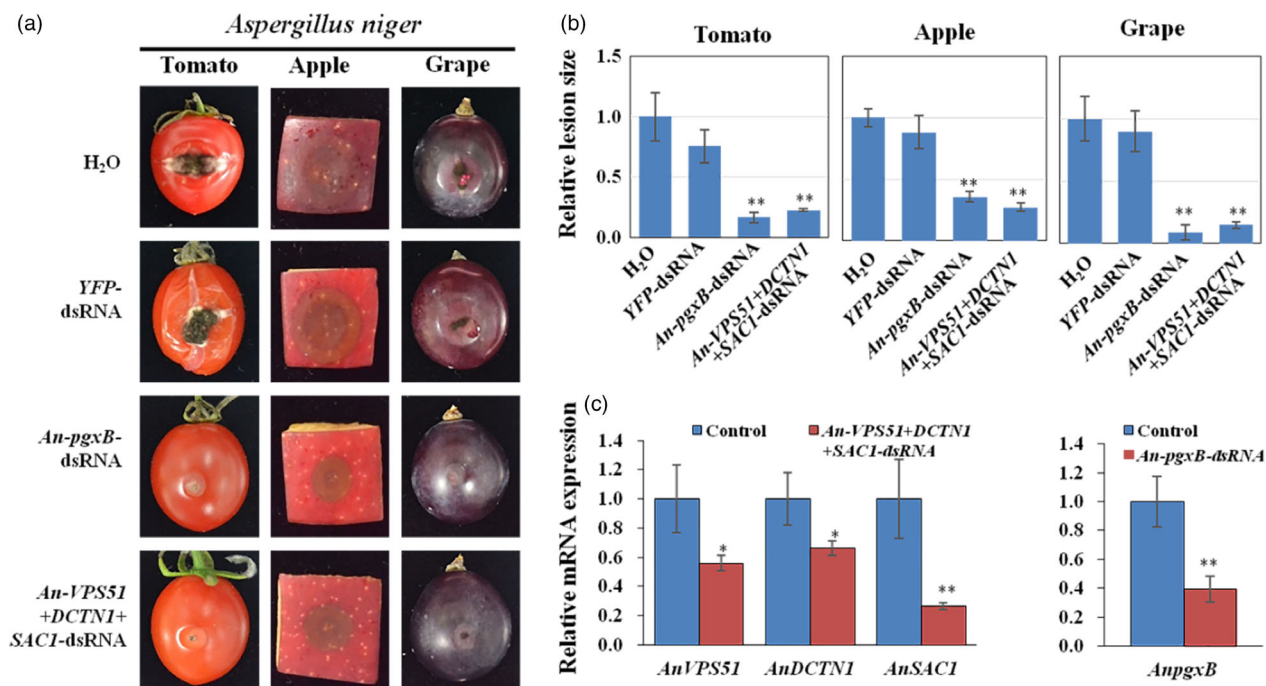 (a)
Aspergillus niger
Tomato Apple Grape
H₂O
YFP-
dsRNA
An-pgxB-
dsRNA
An-VPS51
+DCTN1+
SAC1-dsRNA
(b)
Tomato Apple Grape
Relative lesion size
1.5
1.0
0.5
0.0
** ** ** ** ** **
H₂O
YFP-dsRNA
An-pgxB-dsRNA
An-VPS51+DCTN1
+SAC1-dsRNA
H₂O
YFP-dsRNA
An-pgxB-dsRNA
An-VPS51+DCTN1
+SAC1-dsRNA
H₂O
YFP-dsRNA
An-pgxB-dsRNA
An-VPS51+DCTN1
+SAC1-dsRNA
(c)
Control An-VPS51+DCTN1
+SAC1-dsRNA
Relative mRNA expression
1.4
1.2
1.0
0.8
0.6
0.4
0.2
0.0
* * **
AnVPS51 AnDCTN1 AnSAC1
Control
An-pgxB-dsRNA
1.4
1.2
1.0
0.8
0.6
0.4
0.2
0.0
**
AnpgxB